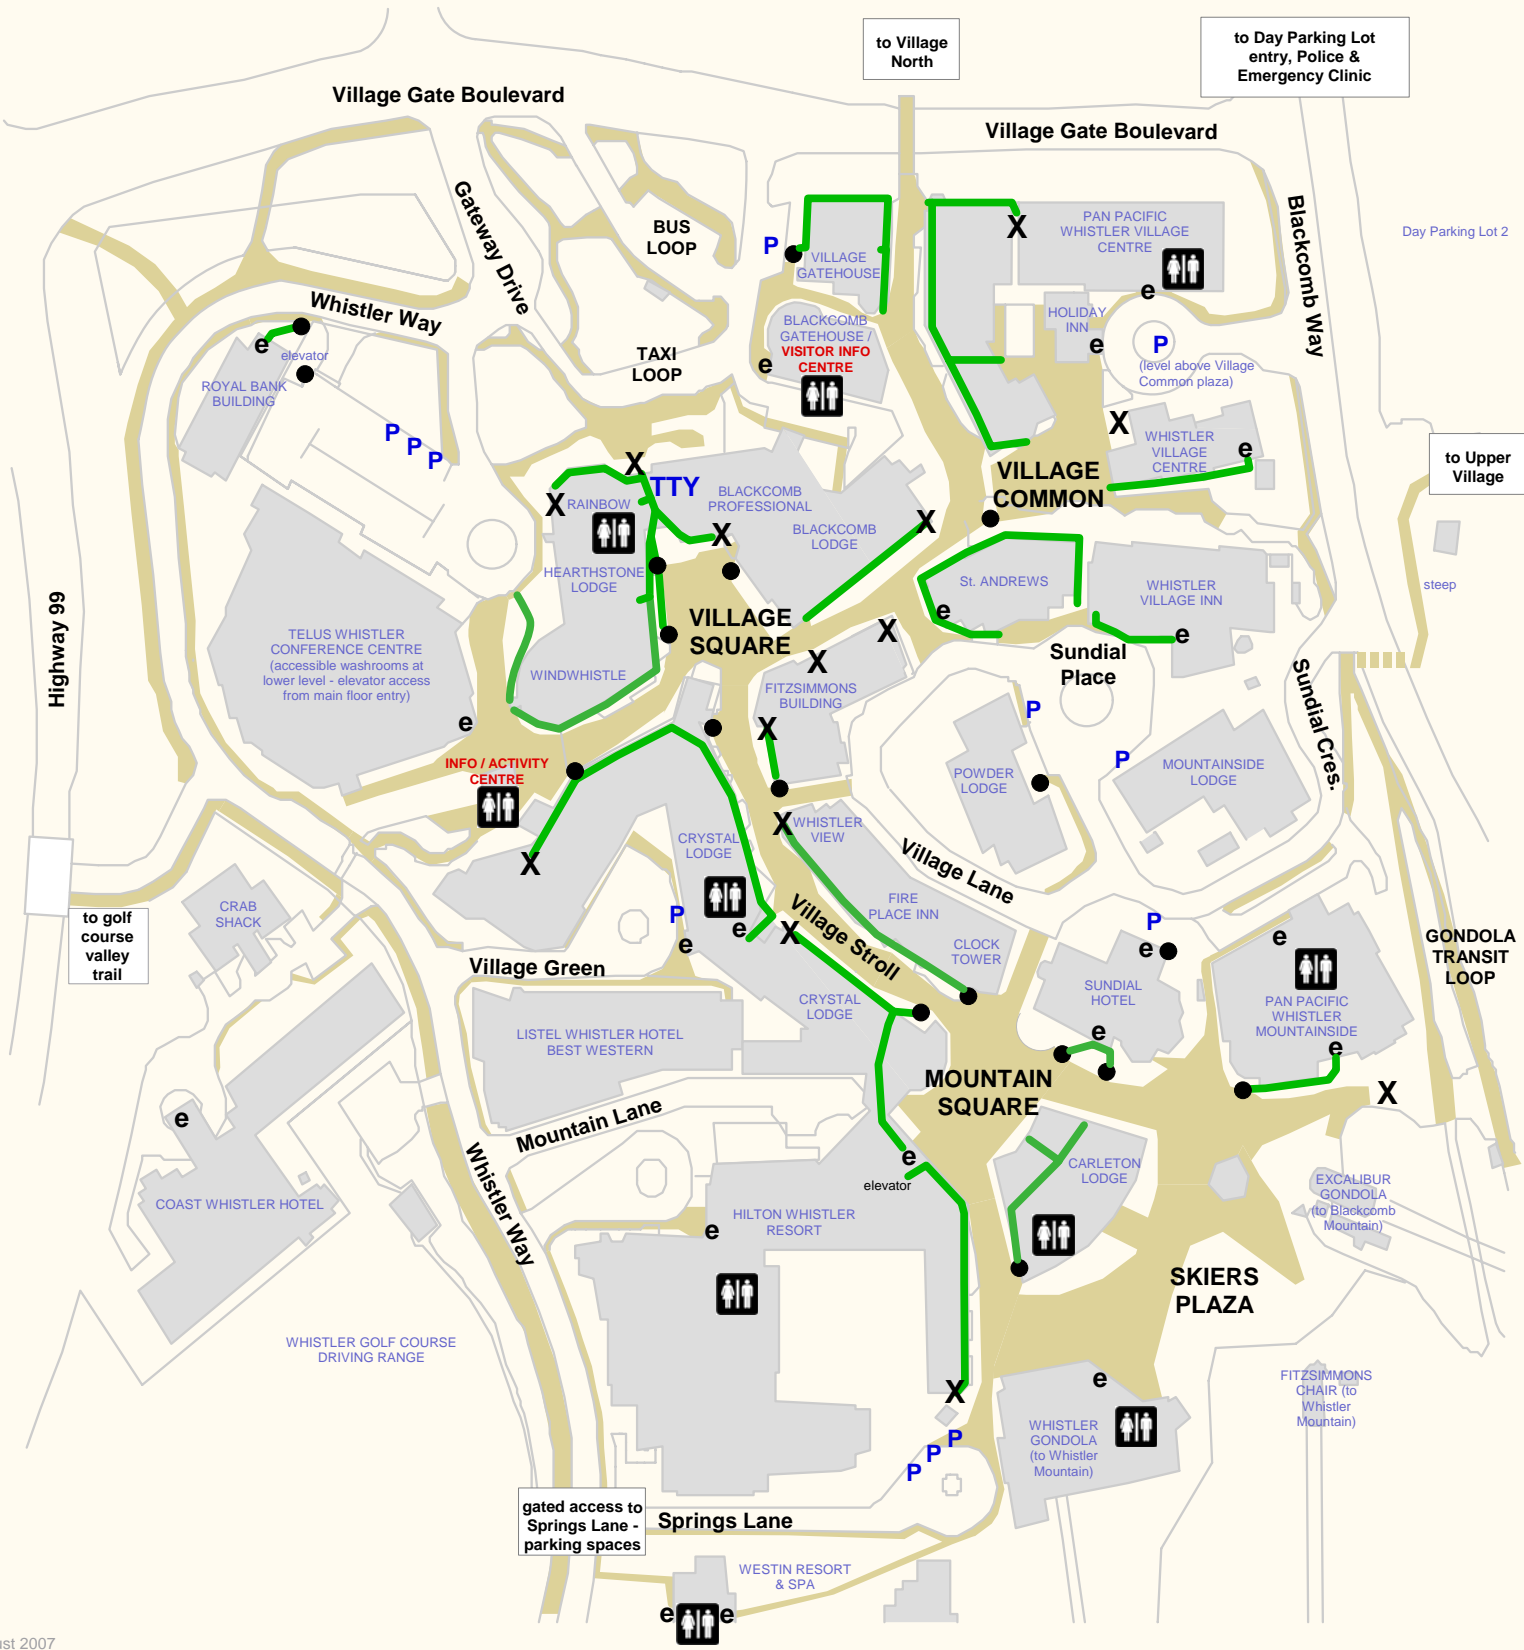 to Village
North
to Day Parking Lot
entry, Police &
Emergency Clinic
Village Gate Boulevard
Village Gate Boulevard
Gateway Drive
BUS
LOOP
P
VILLAGE
GATEHOUSE
X
PAN PACIFIC
WHISTLER VILLAGE
CENTRE
e
Blackcomb Way
Day Parking Lot 2
Whistler Way
e
elevator
ROYAL BANK
BUILDING
P
P
P
TAXI
LOOP
BLACKCOMB
GATEHOUSE /
VISITOR INFO
CENTRE
e
HOLIDAY
INN
e
P
(level above Village
Common plaza)
X
WHISTLER
VILLAGE
CENTRE
e
to Upper
Village
steep
X
X
RAINBOW
TTY
BLACKCOMB
PROFESSIONAL
X
BLACKCOMB
LODGE
X
VILLAGE
COMMON
HEARTHSTONE
LODGE
VILLAGE
SQUARE
St. ANDREWS
e
WHISTLER
VILLAGE INN
e
Sundial
Place
Sundial Cres.
Highway 99
TELUS WHISTLER
CONFERENCE CENTRE
(accessible washrooms at
lower level - elevator access
from main floor entry)
e
WINDWHISTLE
X
X
FITZSIMMONS
BUILDING
X
P
P
POWDER
LODGE
MOUNTAINSIDE
LODGE
INFO / ACTIVITY
CENTRE
X
CRYSTAL
LODGE
X
WHISTLER
VIEW
Village Lane
FIRE
PLACE INN
CLOCK
TOWER
Village Stroll
CRAB
SHACK
to golf
course
valley
trail
P
e
e
X
Village Green
CRYSTAL
LODGE
LISTEL WHISTLER HOTEL
BEST WESTERN
P
e
SUNDIAL
HOTEL
e
e
PAN PACIFIC
WHISTLER
MOUNTAINSIDE
e
X
GONDOLA
TRANSIT
LOOP
MOUNTAIN
SQUARE
Mountain Lane
e
COAST WHISTLER HOTEL
Whistler Way
e
elevator
HILTON WHISTLER
RESORT
e
CARLETON
LODGE
EXCALIBUR
GONDOLA
(to Blackcomb
Mountain)
SKIERS
PLAZA
WHISTLER GOLF COURSE
DRIVING RANGE
X
e
WHISTLER
GONDOLA
(to Whistler
Mountain)
FITZSIMMONS
CHAIR (to
Whistler
Mountain)
P
P
P
gated access to
Springs Lane -
parking spaces
Springs Lane
WESTIN RESORT
& SPA
e
e
ust 2007